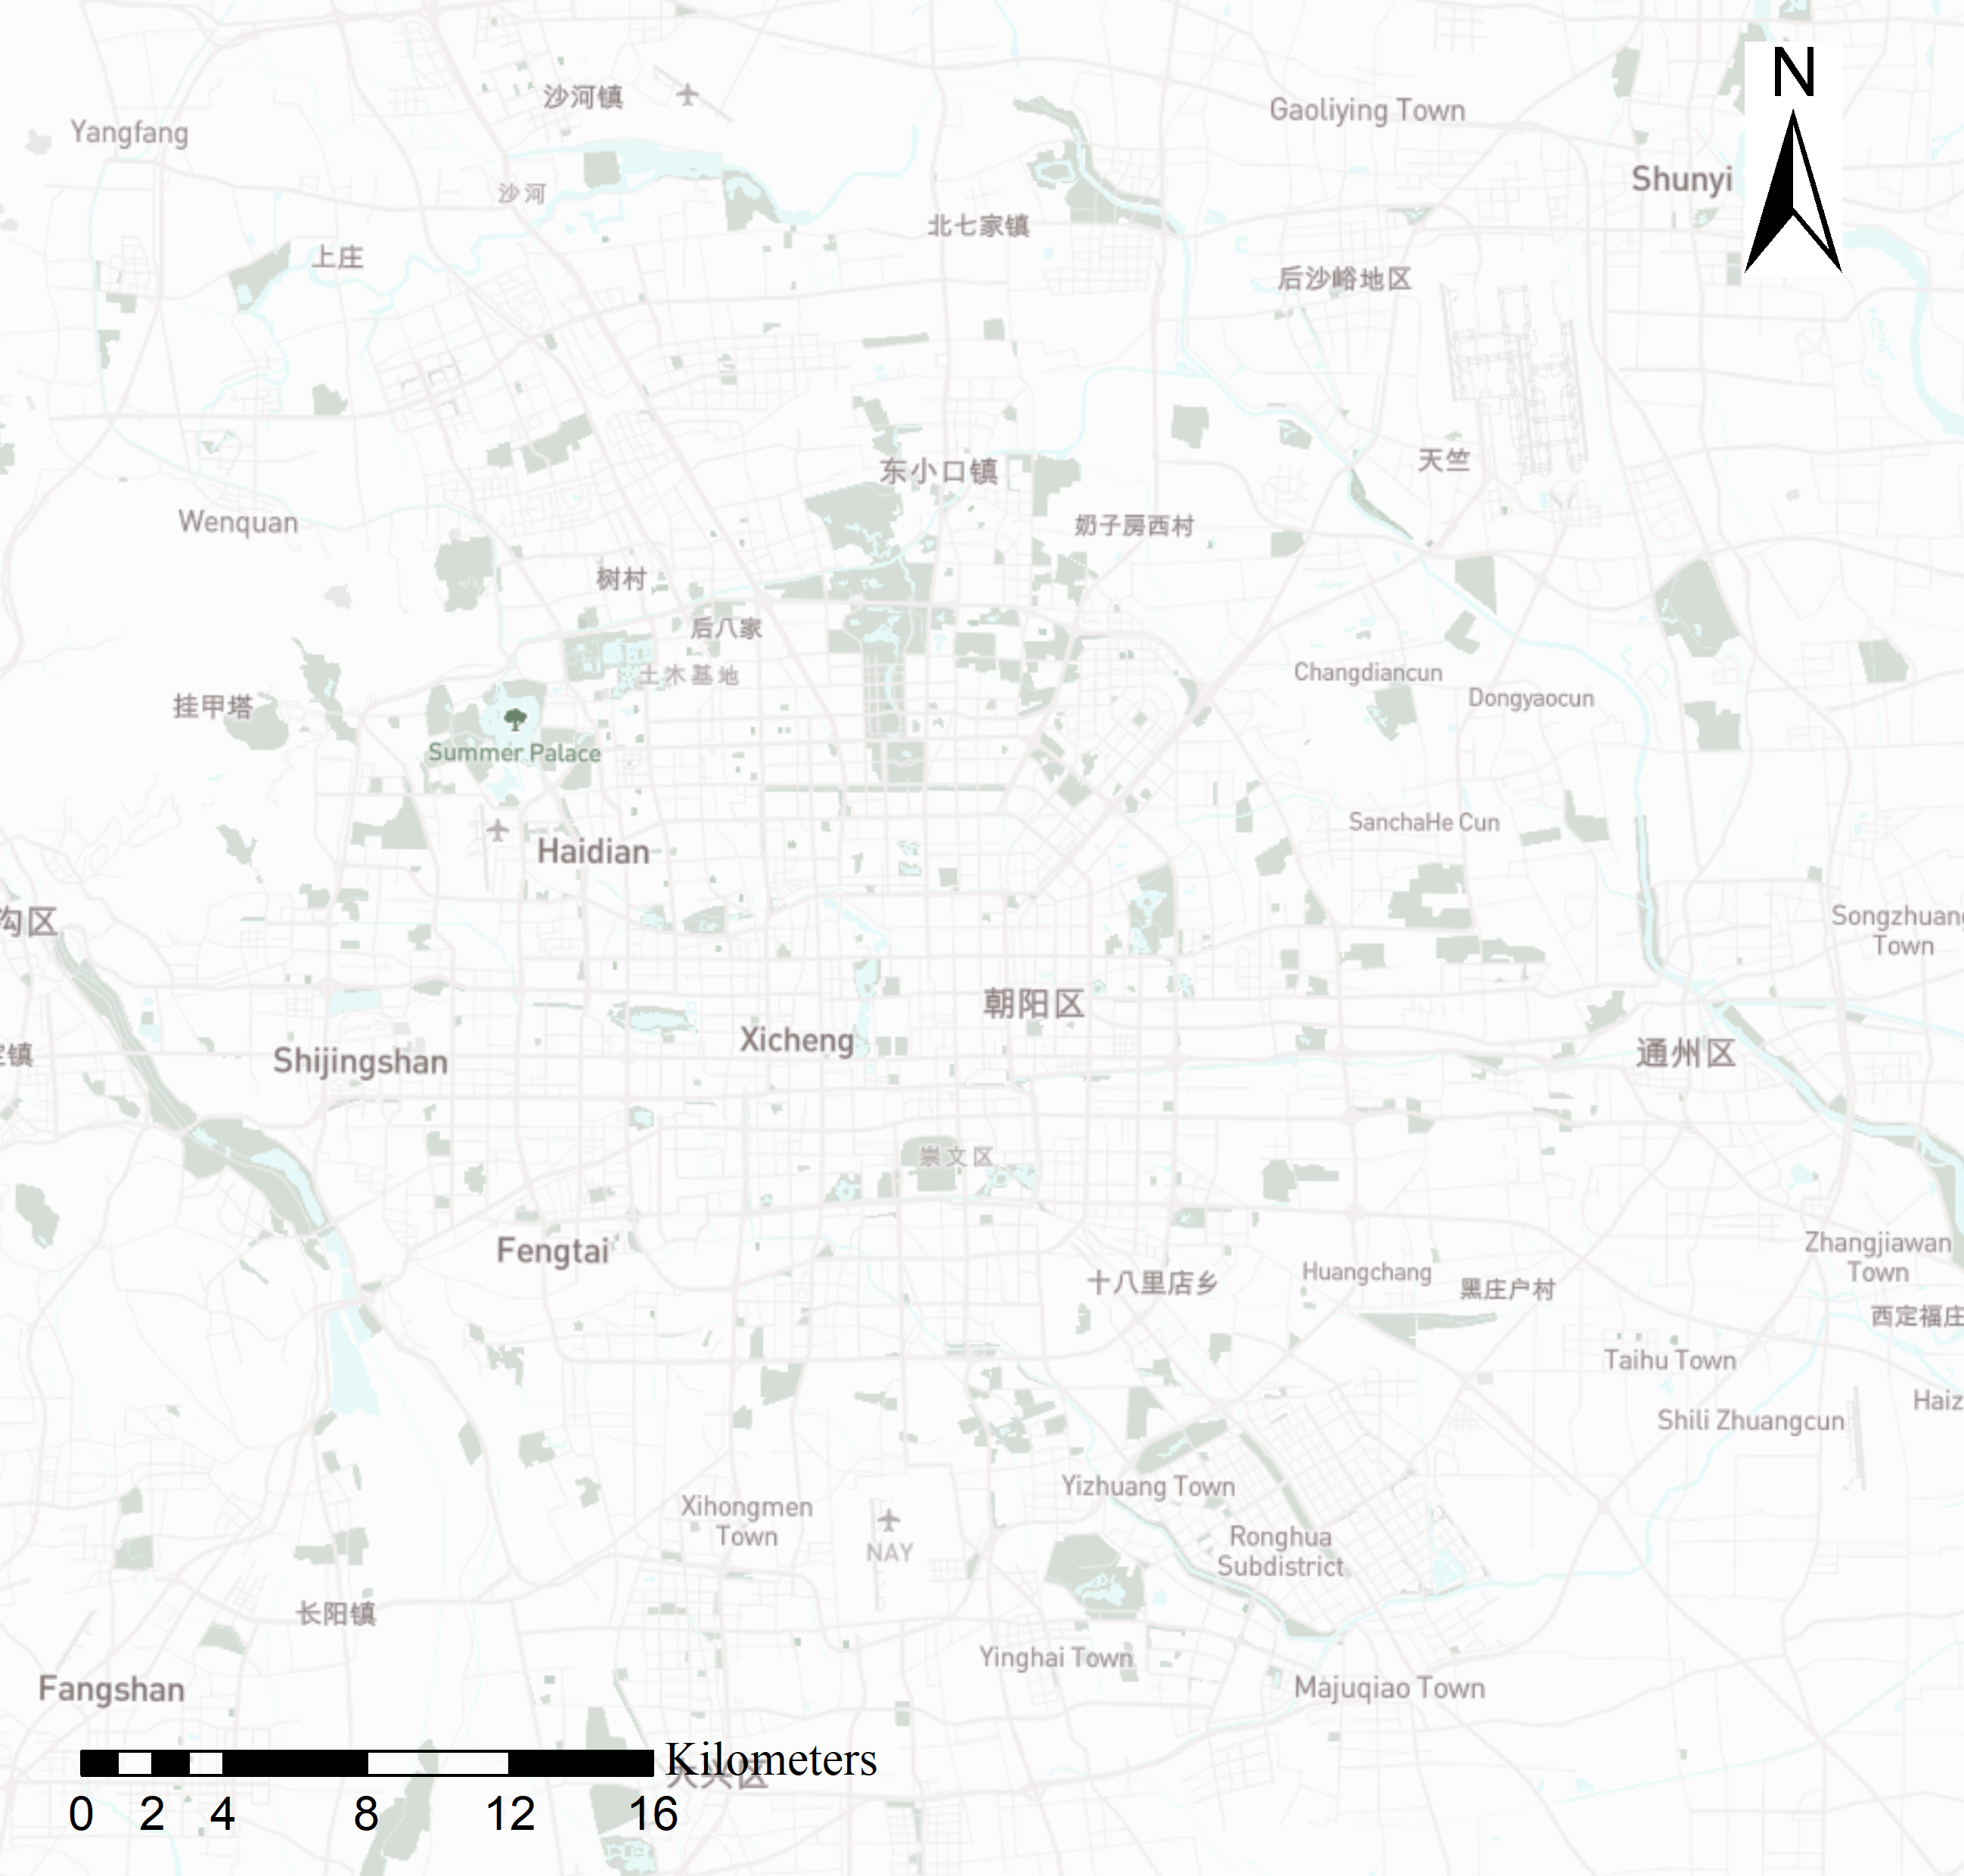 N
沙河镇
Gaoliying Town
Yangfang
Shunyi
沙河
北七家镇
上庄
后沙峪地区
天竺
东小口镇
Wenquan
奶子房西村
树村
后八家
土木基地
Changdiancun
Dongyaocun
挂甲塔
Summer Palace
SanchaHe Cun
Haidian
沟区
Songzhuang
Town
朝阳区
Xicheng
通州区
Shijingshan
镇
崇文区
Fengtai
Zhangjiawan
Town
十八里店乡
Huangchang
黑庄户村
西定福庄
Taihu Town
Haiz
Shili Zhuangcun
Yizhuang Town
Xihongmen
Town
NAY
Ronghua
Subdistrict
长阳镇
Yinghai Town
Fangshan
Majuqiao Town
Kilometers
大兴区
0 2 4 8 12 16